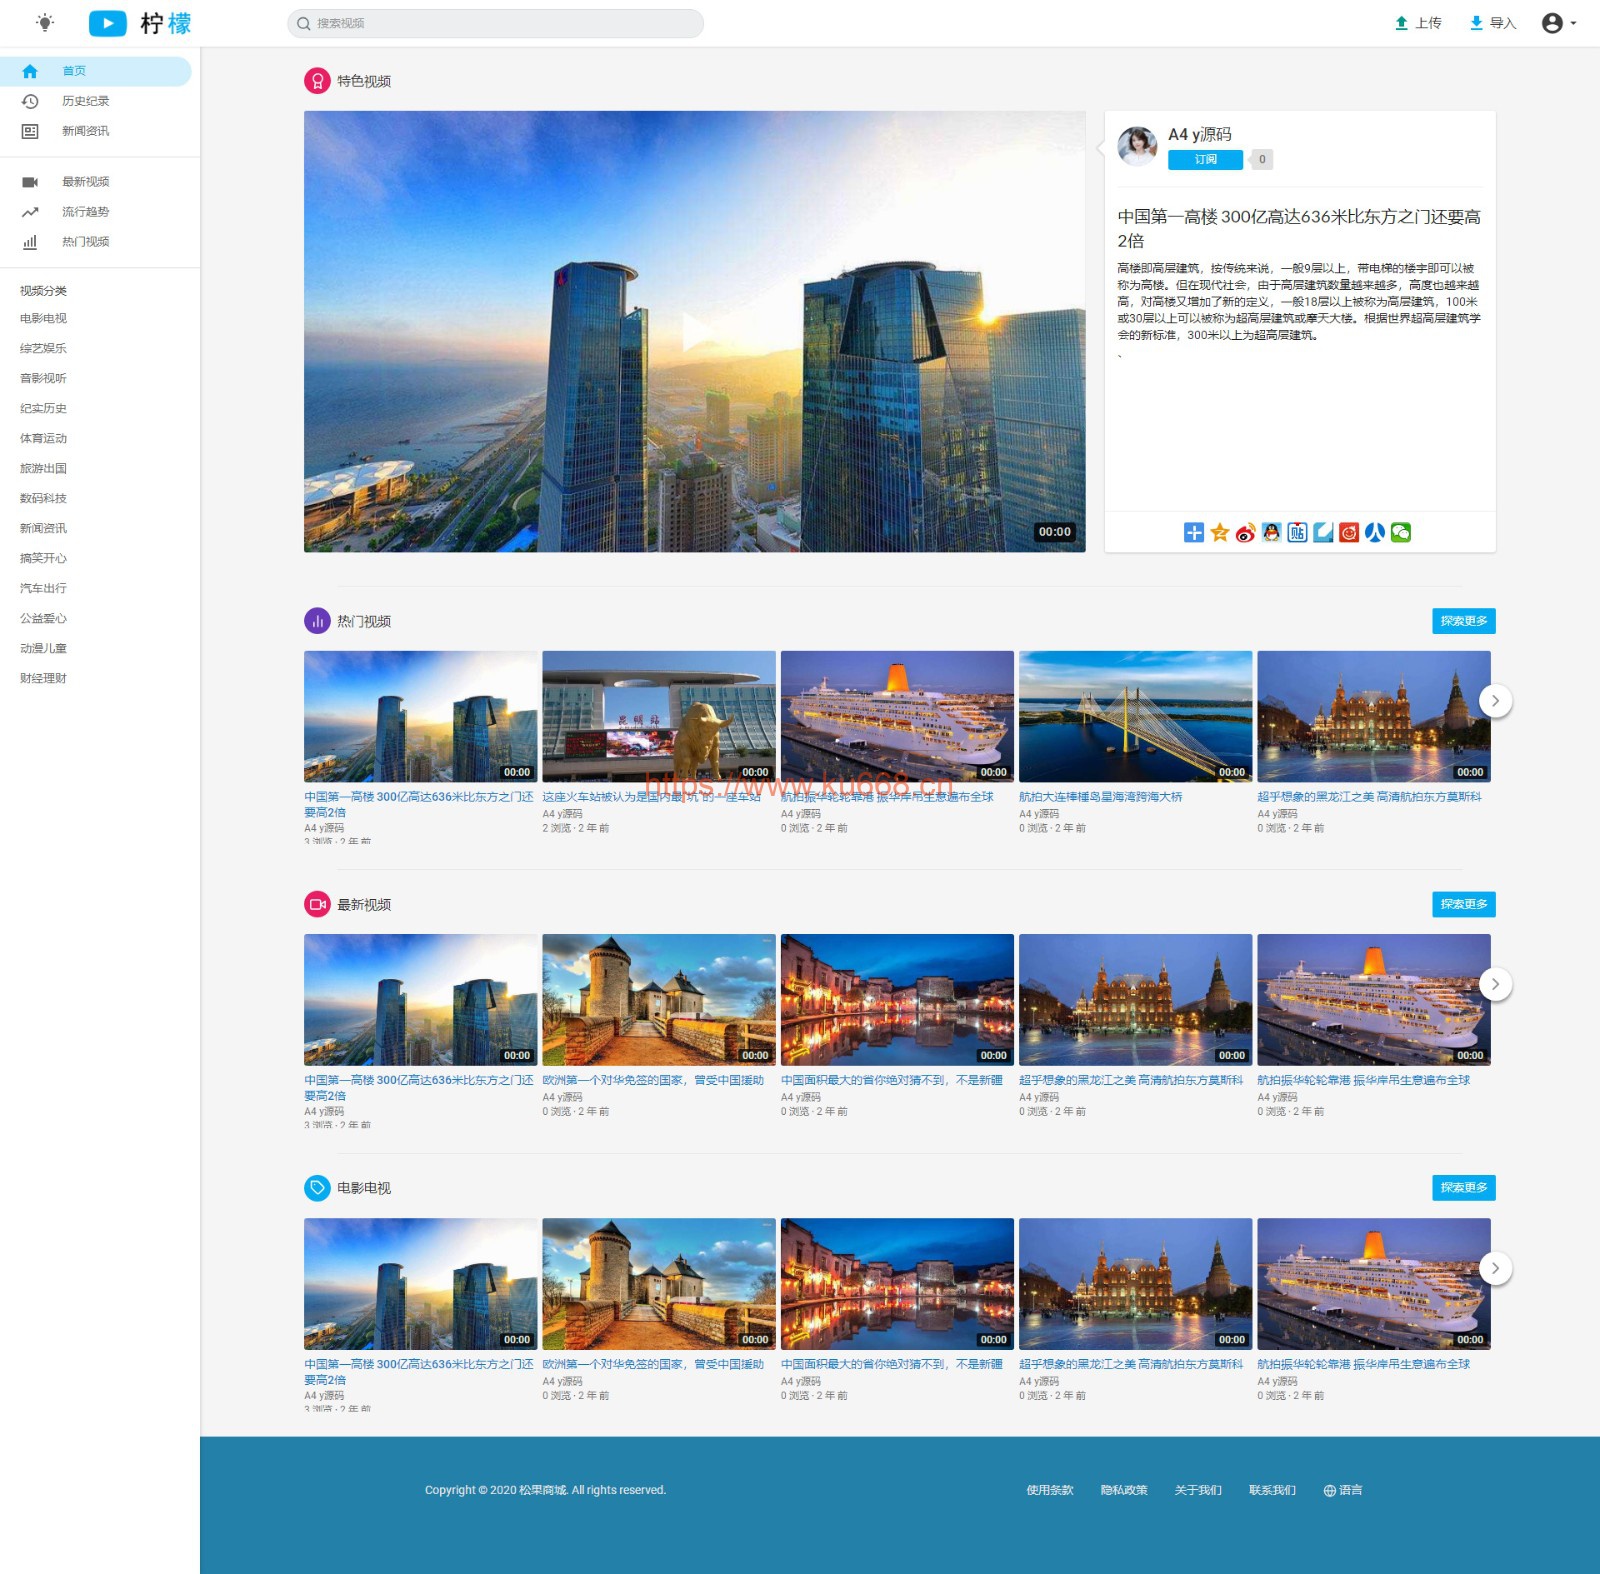 柠檬
搜索视频
上传
导入
首页
历史纪录
新闻资讯
最新视频
流行趋势
热门视频
视频分类
电影电视
综艺娱乐
音影视听
纪实历史
体育运动
旅游出国
数码科技
新闻资讯
搞笑开心
汽车出行
公益爱心
动漫儿童
财经理财
特色视频
00:00
A4 y源码
订阅
0
中国第一高楼 300亿高达636米比东方之门还要高
2倍
高楼即高层建筑，按传统来说，一般9层以上，带电梯的楼宇即可以被
称为高楼。但在现代社会，由于高层建筑数量越来越多，高度也越来越
高，对高楼又增加了新的定义，一般18层以上被称为高层建筑，100米
或30层以上可以被称为超高层建筑或摩天大楼。根据世界超高层建筑学
会的新标准，300米以上为超高层建筑。
、
贴
热门视频
探索更多
昆明站
00:00
00:00
00:00
00:00
00:00
https://www.ku668.cn
中国第一高楼 300亿高达636米比东方之门还
要高2倍
A4 y源码
3 浏览 · 2 年 前
这座火车站被认为是国内最“坑”的一座车站
A4 y源码
2 浏览 · 2 年 前
航拍振华轮轮靠港 振华岸吊生意遍布全球
A4 y源码
0 浏览 · 2 年 前
航拍大连棒棰岛星海湾跨海大桥
A4 y源码
0 浏览 · 2 年 前
超乎想象的黑龙江之美 高清航拍东方莫斯科
A4 y源码
0 浏览 · 2 年 前
最新视频
探索更多
00:00
00:00
00:00
00:00
00:00
中国第一高楼 300亿高达636米比东方之门还
要高2倍
A4 y源码
3 浏览 · 2 年 前
欧洲第一个对华免签的国家，曾受中国援助
A4 y源码
0 浏览 · 2 年 前
中国面积最大的省你绝对猜不到，不是新疆
A4 y源码
0 浏览 · 2 年 前
超乎想象的黑龙江之美 高清航拍东方莫斯科
A4 y源码
0 浏览 · 2 年 前
航拍振华轮轮靠港 振华岸吊生意遍布全球
A4 y源码
0 浏览 · 2 年 前
电影电视
探索更多
00:00
00:00
00:00
00:00
00:00
中国第一高楼 300亿高达636米比东方之门还
要高2倍
A4 y源码
3 浏览 · 2 年 前
欧洲第一个对华免签的国家，曾受中国援助
A4 y源码
0 浏览 · 2 年 前
中国面积最大的省你绝对猜不到，不是新疆
A4 y源码
0 浏览 · 2 年 前
超乎想象的黑龙江之美 高清航拍东方莫斯科
A4 y源码
0 浏览 · 2 年 前
航拍振华轮轮靠港 振华岸吊生意遍布全球
A4 y源码
0 浏览 · 2 年 前
Copyright © 2020 松果商城. All rights reserved.
使用条款
隐私政策
关于我们
联系我们
语言